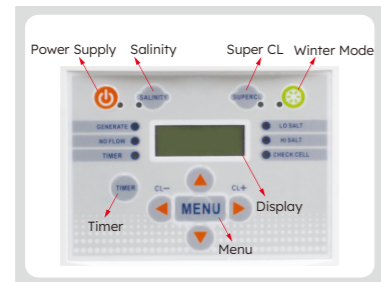 Power Supply Salinity Super CL Winter Mode
SALINITY SUPERCL
GENERATE LO SALT
NO FLOW HI SALT
TIMER CHECK CELL
TIMER CL− CL+
MENU
Display
Timer
Menu